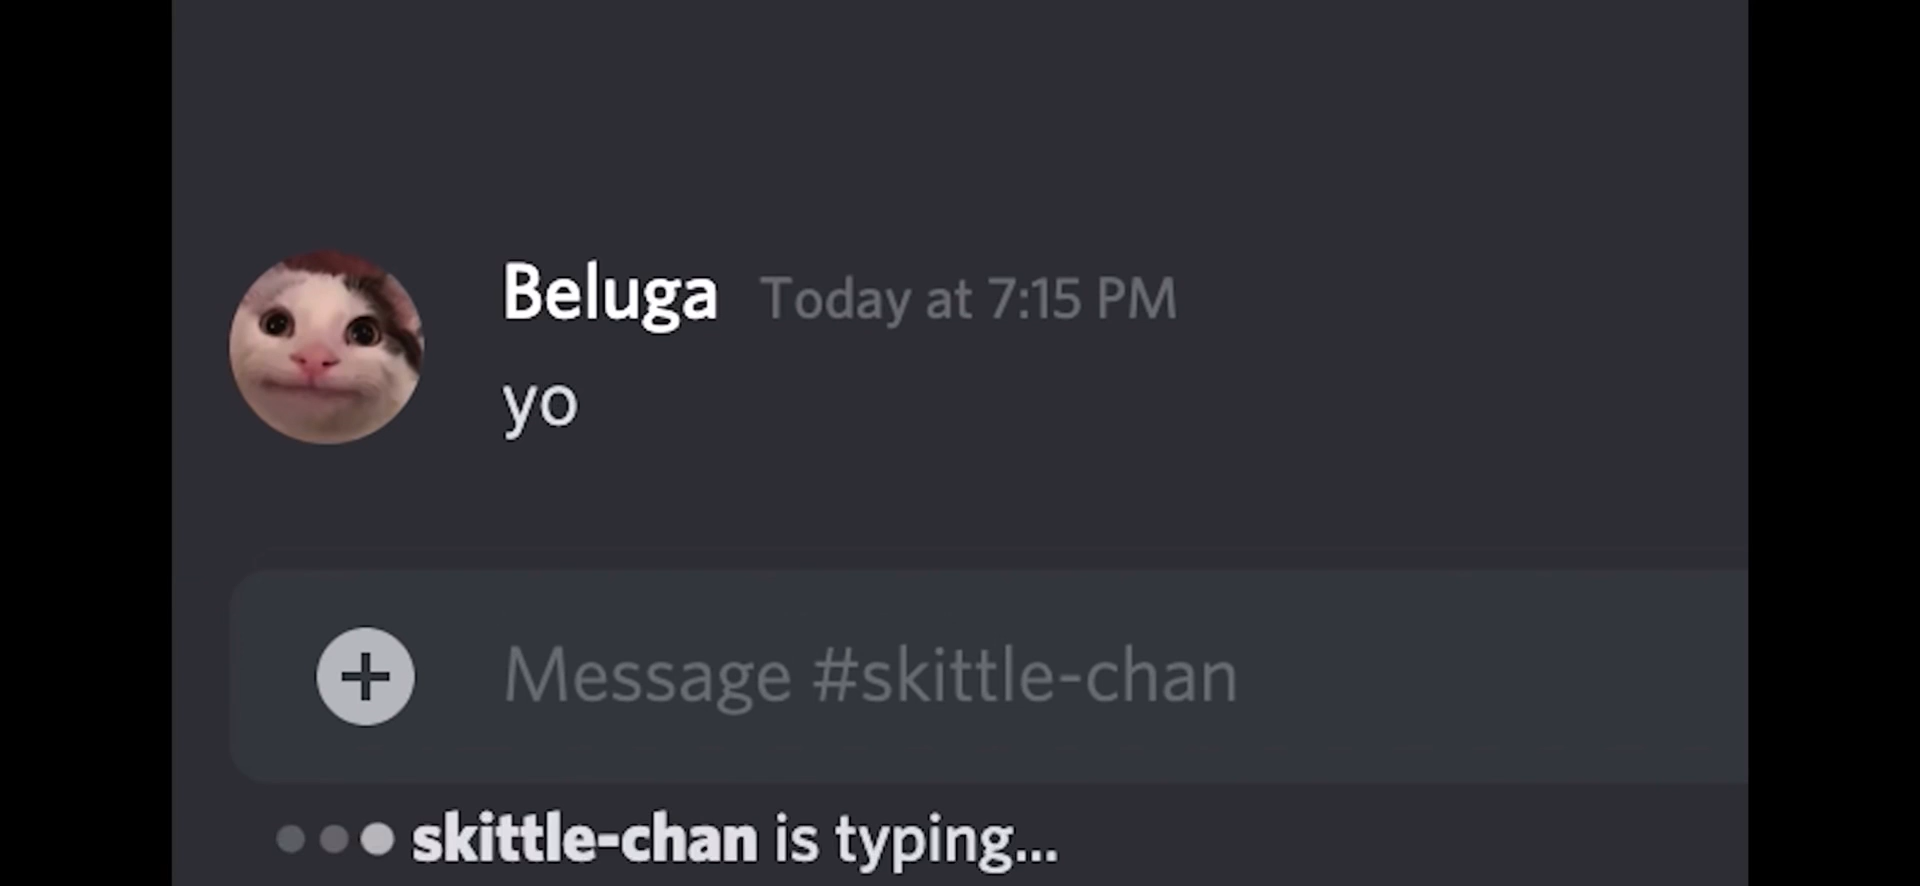 Beluga Today at 7:15 PM
yo
Message #skittle-chan
skittle-chan is typing...